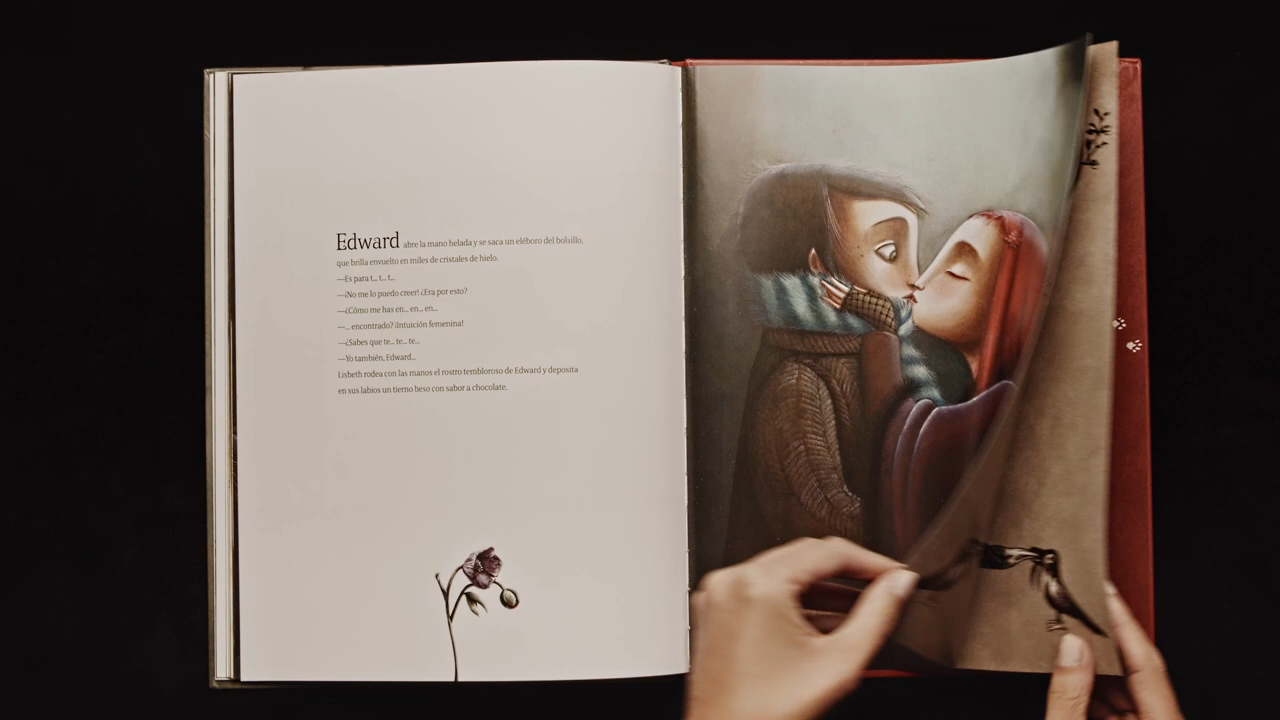 Edward abre la mano helada y se saca un eléboro del bolsillo,
que brilla envuelto en miles de cristales de hielo.
—Es para t... t... t...
—¡No me lo puedo creer! ¿Era por esto?
—¿Cómo me has en... en... en...
—... encontrado? ¡Intuición femenina!
—¿Sabes que te... te... te...
—Yo también, Edward...
Lisbeth rodea con las manos el rostro tembloroso de Edward y deposita
en sus labios un tierno beso con sabor a chocolate.